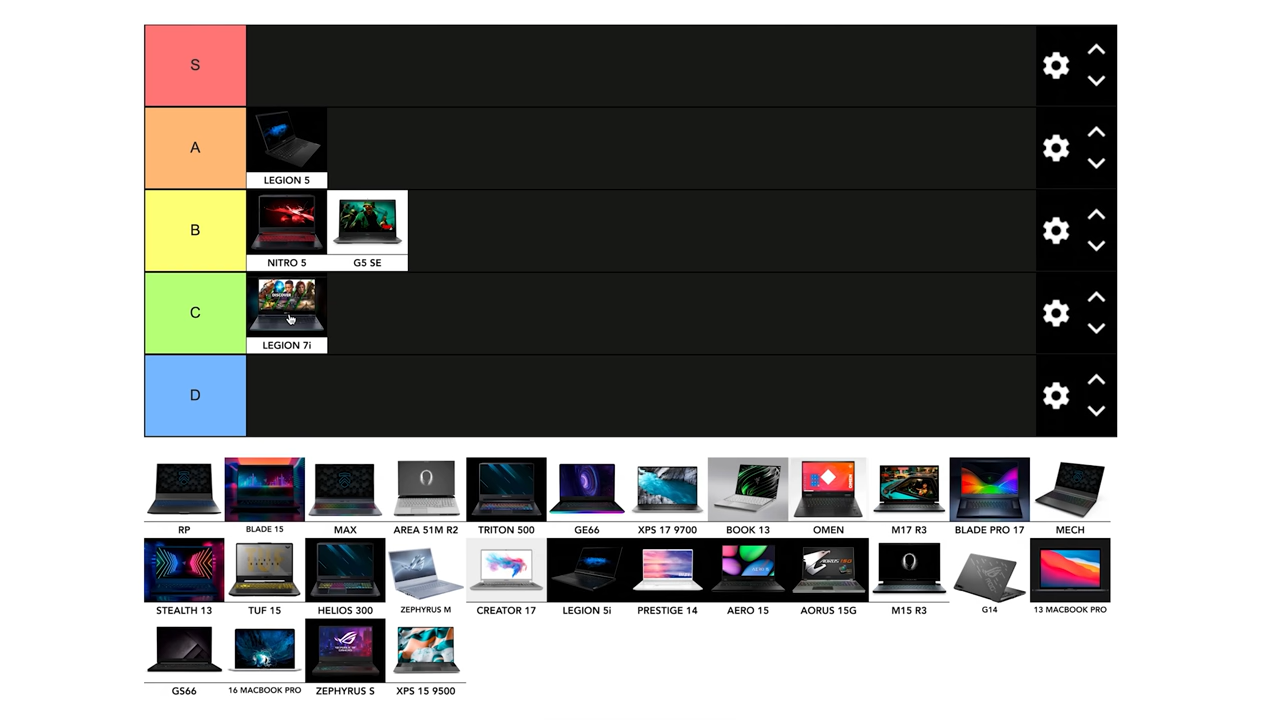 S
A
LEGION 5
B
NITRO 5 G5 SE
C
DISCOVER
LEGION 7i
D
RP BLADE 15 MAX AREA 51M R2 TRITON 500 GE66 XPS 17 9700 BOOK 13 OMEN M17 R3 BLADE PRO 17 MECH
STEALTH 13 TUF 15 HELIOS 300 ZEPHYRUS M CREATOR 17 LEGION 5i PRESTIGE 14 AERO 15 AORUS 15G M15 R3 G14 13 MACBOOK PRO
GS66 16 MACBOOK PRO ZEPHYRUS S XPS 15 9500